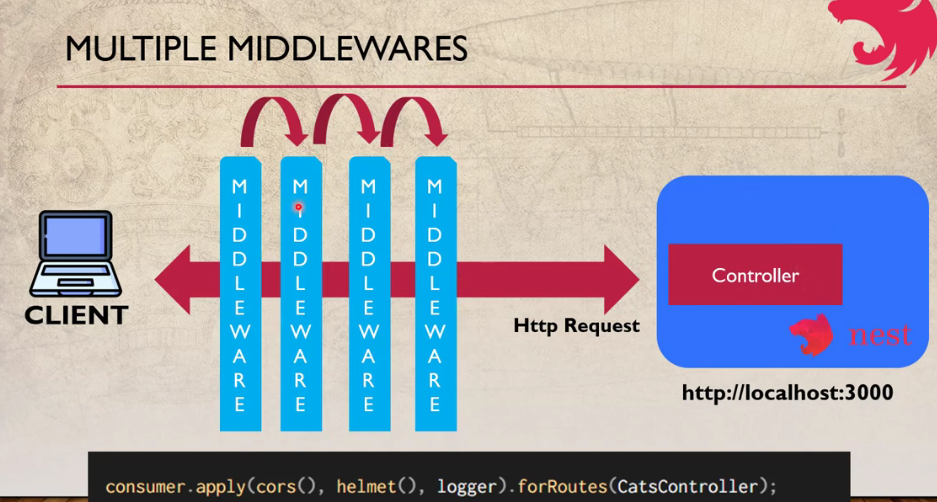 MULTIPLE MIDDLEWARES
MIDDLEWARE
MIDDLEWARE
MIDDLEWARE
MIDDLEWARE
CLIENT
Http Request
Controller
nest
http://localhost:3000
consumer.apply(cors(), helmet(), logger).forRoutes(CatsController);